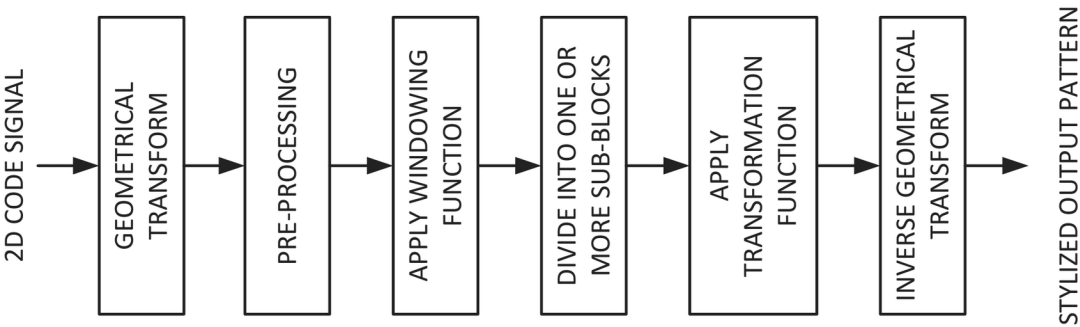 2D CODE SIGNAL
GEOMETRICAL
TRANSFORM
PRE-PROCESSING
APPLY WINDOWING
FUNCTION
DIVIDE INTO ONE OR
MORE SUB-BLOCKS
APPLY
TRANSFORMATION
FUNCTION
INVERSE GEOMETRICAL
TRANSFORM
STYLIZED OUTPUT PATTERN